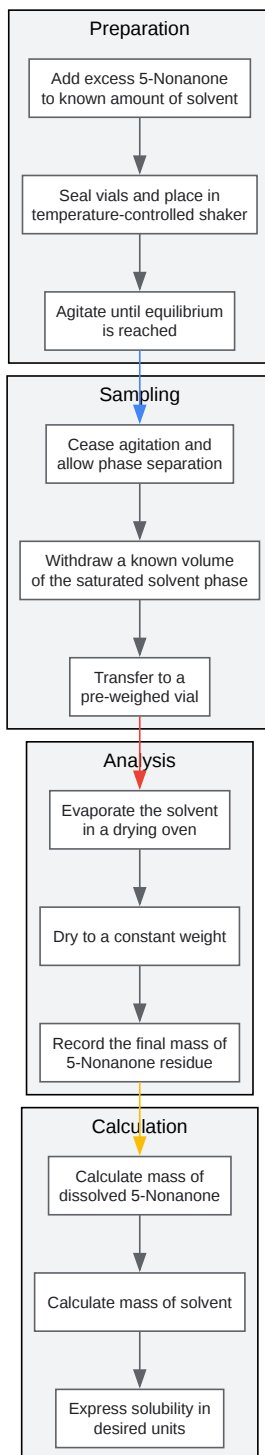 Preparation
Add excess 5-Nonanone
to known amount of solvent
Seal vials and place in
temperature-controlled shaker
Agitate until equilibrium
is reached
Sampling
Cease agitation and
allow phase separation
Withdraw a known volume
of the saturated solvent phase
Transfer to a
pre-weighed vial
Analysis
Evaporate the solvent
in a drying oven
Dry to a constant weight
Record the final mass of
5-Nonanone residue
Calculation
Calculate mass of
dissolved 5-Nonanone
Calculate mass of solvent
Express solubility in
desired units